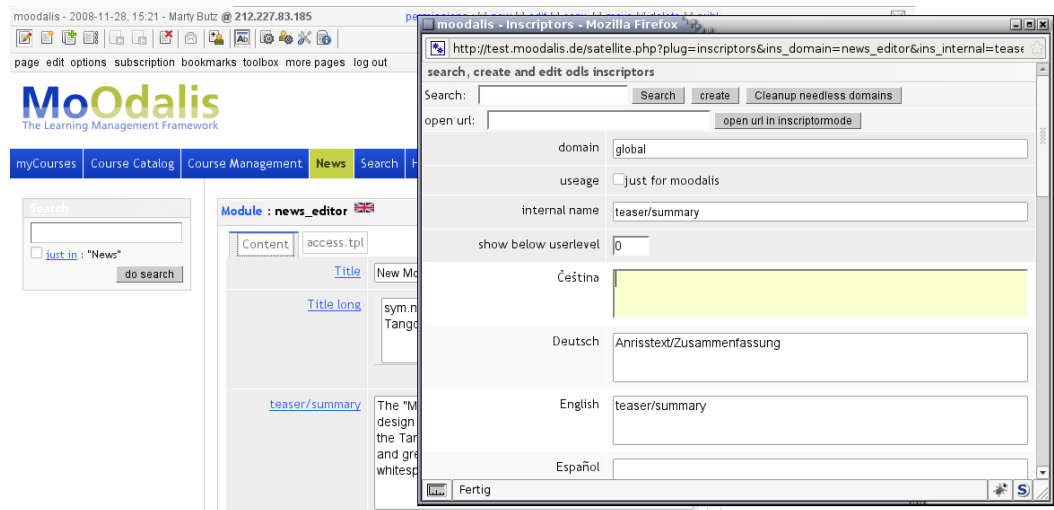 moodalis - 2008-11-28, 15:21 - Marty Butz @ 212.227.83.185
page edit options subscription bookmarks toolbox more pages log out
MoOdalis
The Learning Management Framework
myCourses Course Catalog Course Management News Search H
Search
just in : "News"
do search
Module : news_editor
Content access.tpl
Title New Mo
Title long sym.n
Tango
teaser/summary The "M
design
the Tan
and gre
whitesp
moodalis - Inscriptors - Mozilla Firefox
http://test.moodalis.de/satellite.php?plug=inscriptors&ins_domain=news_editor&ins_internal=tease
search, create and edit odls inscriptors
Search: Search create Cleanup needless domains
open url: open url in inscriptormode
domain global
useage just for moodalis
internal name teaser/summary
show below userlevel 0
Čeština
Deutsch Anrisstext/Zusammenfassung
English teaser/summary
Español
Fertig